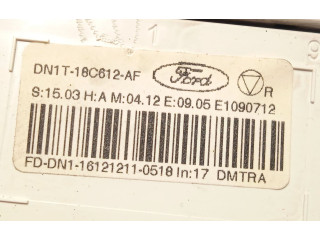 DN1T-18C612-AF Ford R
S:15.03 H:A M:04.12 E:09.05 E1090712
FD-DN1-16121211-0518 In:17 DMTRA